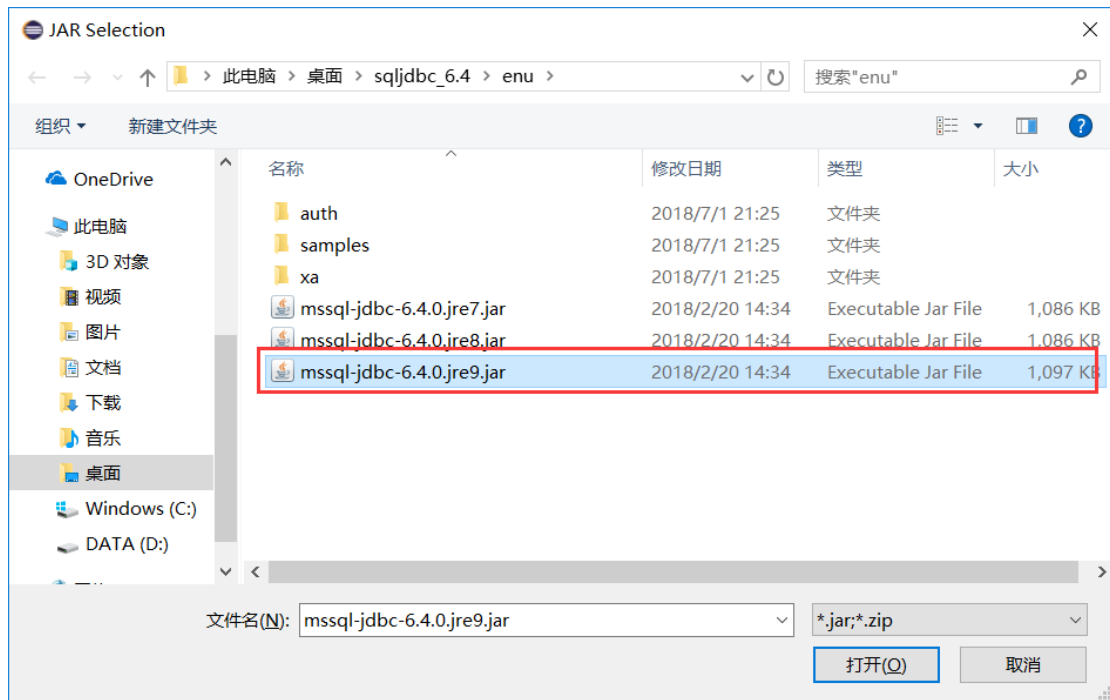 JAR Selection
此电脑 > 桌面 > sqljdbc_6.4 > enu >
搜索"enu"
组织 新建文件夹
名称 修改日期 类型 大小
OneDrive
此电脑
3D 对象
视频
图片
文档
下载
音乐
桌面
Windows (C:)
DATA (D:)
auth 2018/7/1 21:25 文件夹
samples 2018/7/1 21:25 文件夹
xa 2018/7/1 21:25 文件夹
mssql-jdbc-6.4.0.jre7.jar 2018/2/20 14:34 Executable Jar File 1,086 KB
mssql-jdbc-6.4.0.jre8.jar 2018/2/20 14:34 Executable Jar File 1,086 KB
mssql-jdbc-6.4.0.jre9.jar 2018/2/20 14:34 Executable Jar File 1,097 KB
文件名(N): mssql-jdbc-6.4.0.jre9.jar *.jar;*.zip
打开(O) 取消